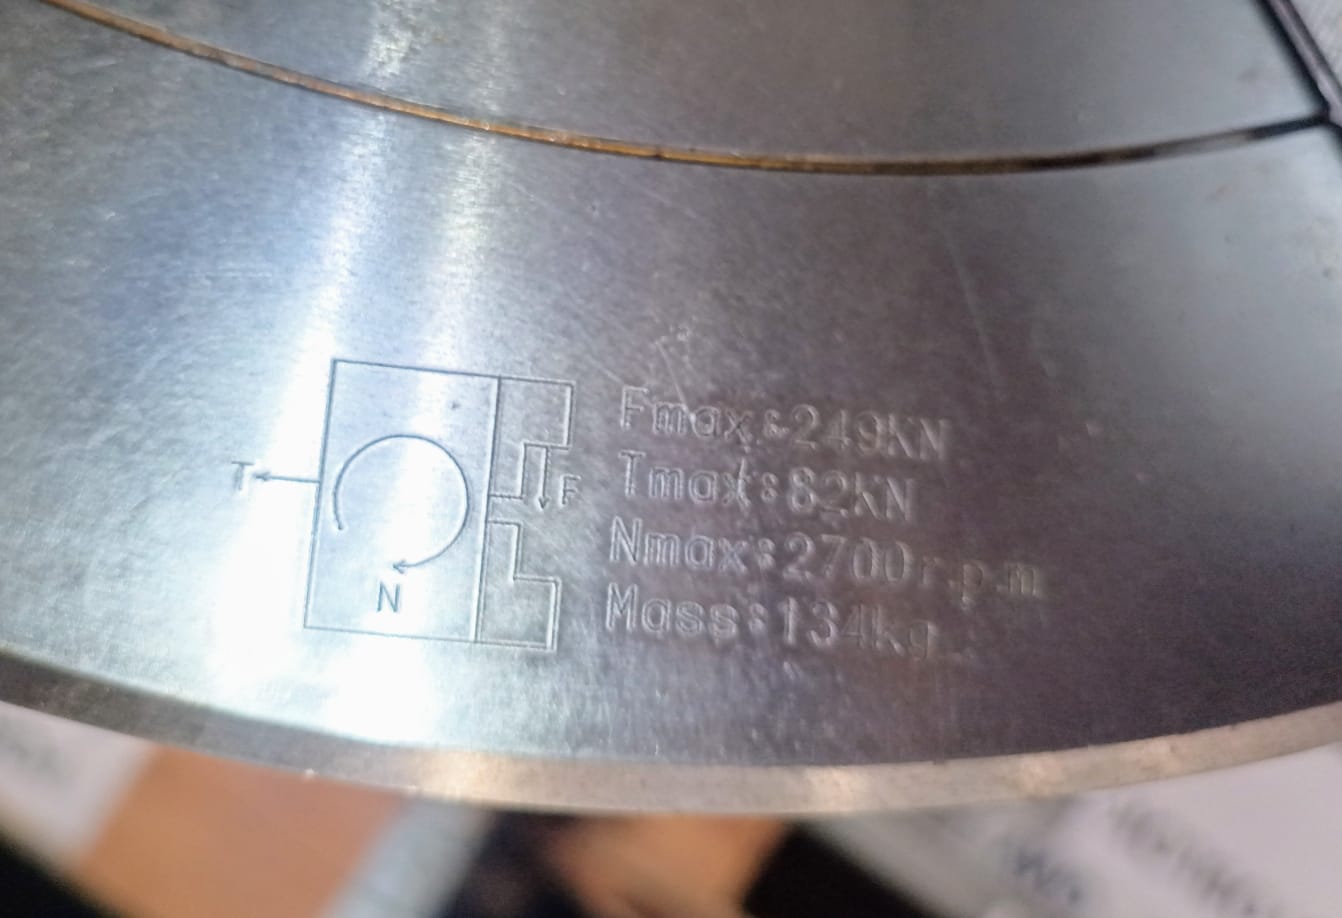 T
F
N
Fmax:249KN
Tmax:82KN
Nmax:2700r.p.m
Mass:134kg